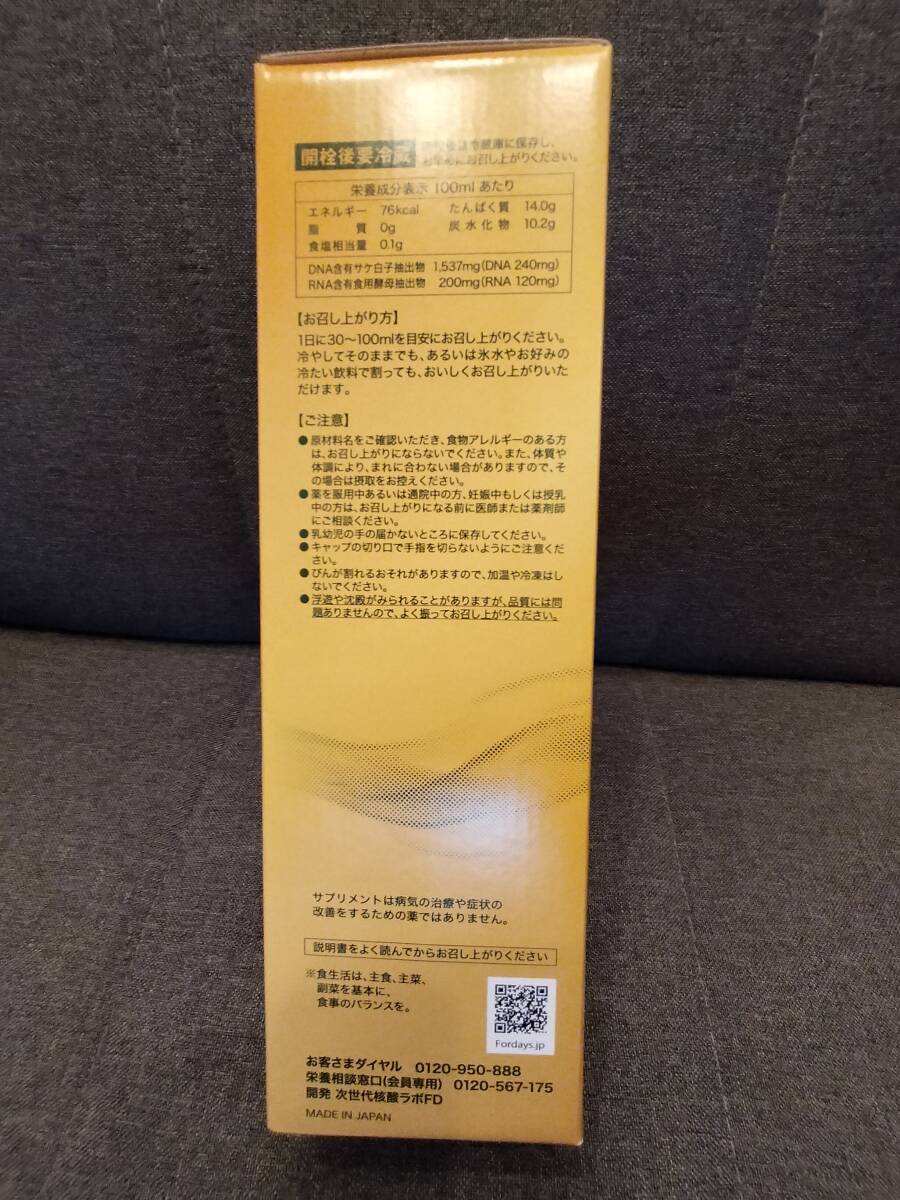 開栓後要冷蔵
開栓後は冷蔵庫に保存し、
お早めにお召し上がりください。
栄養成分表示 100ml あたり
エネルギー 76kcal たんぱく質 14.0g
脂質 0g 炭水化物 10.2g
食塩相当量 0.1g
DNA含有サケ白子抽出物 1,537mg(DNA 240mg)
RNA含有食用酵母抽出物 200mg(RNA 120mg)
【お召し上がり方】
1日に30〜100mlを目安にお召し上がりください。
冷やしてそのままでも、あるいは氷水やお好みの
冷たい飲料で割っても、おいしくお召し上がりいた
だけます。
【ご注意】
●原材料名をご確認いただき、食物アレルギーのある方
は、お召し上がりにならないでください。また、体質や
体調により、まれに合わない場合がありますので、そ
の場合は摂取をお控えください。
●薬を服用中あるいは通院中の方、妊娠中もしくは授乳
中の方は、お召し上がりになる前に医師または薬剤師
にご相談ください。
●乳幼児の手の届かないところに保存してください。
●キャップの切り口で手指を切らないようにご注意くだ
さい。
●びんが割れるおそれがありますので、加温や冷凍はし
ないでください。
●浮遊や沈殿がみられることがありますが、品質には問
題ありませんので、よく振ってお召し上がりください。
サプリメントは病気の治療や症状の
改善をするための薬ではありません。
説明書をよく読んでからお召し上がりください
※食生活は、主食、主菜、
副菜を基本に、
食事のバランスを。
Fordays.jp
お客さまダイヤル 0120-950-888
栄養相談窓口(会員専用) 0120-567-175
開発 次世代核酸ラボFD
MADE IN JAPAN